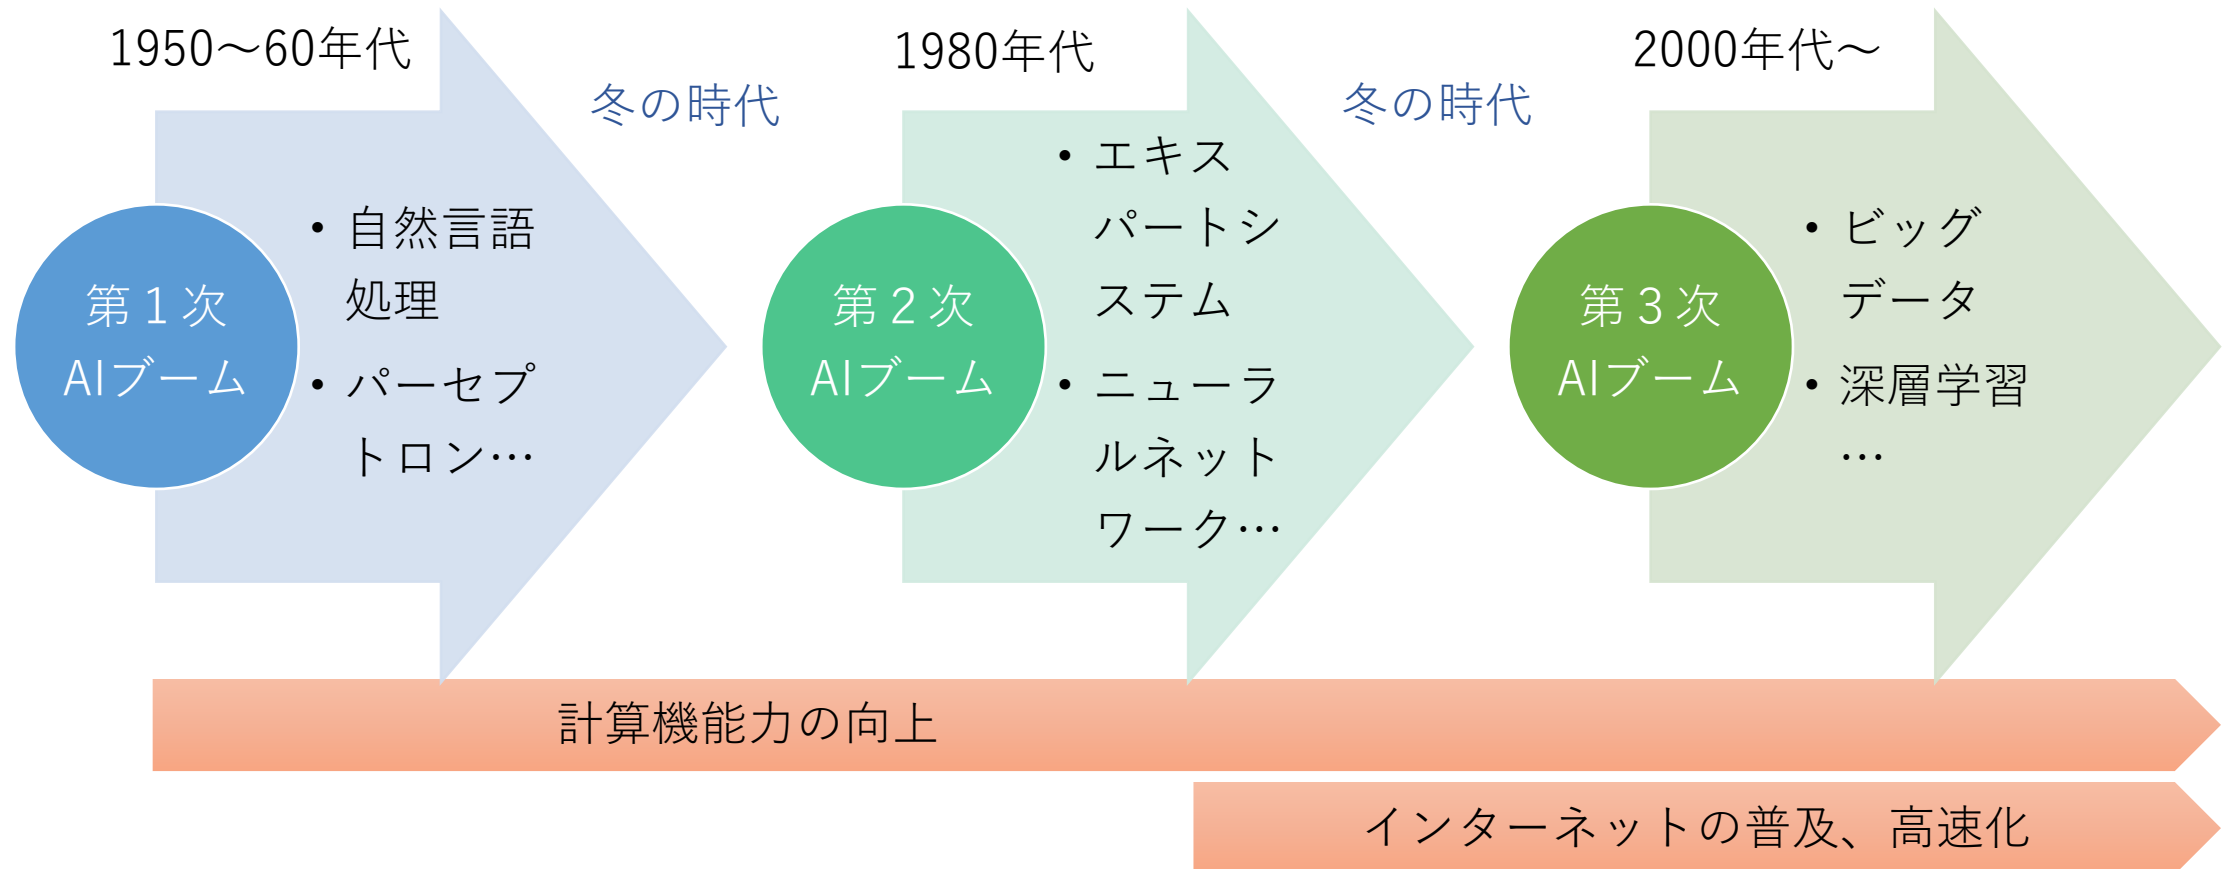 1950～60年代
第１次
AIブーム
• 自然言語
処理
• パーセプ
トロン…
冬の時代
1980年代
第２次
AIブーム
• エキス
パートシ
ステム
• ニューラ
ルネット
ワーク…
冬の時代
2000年代～
第３次
AIブーム
• ビッグ
データ
• 深層学習
…
計算機能力の向上
インターネットの普及、高速化